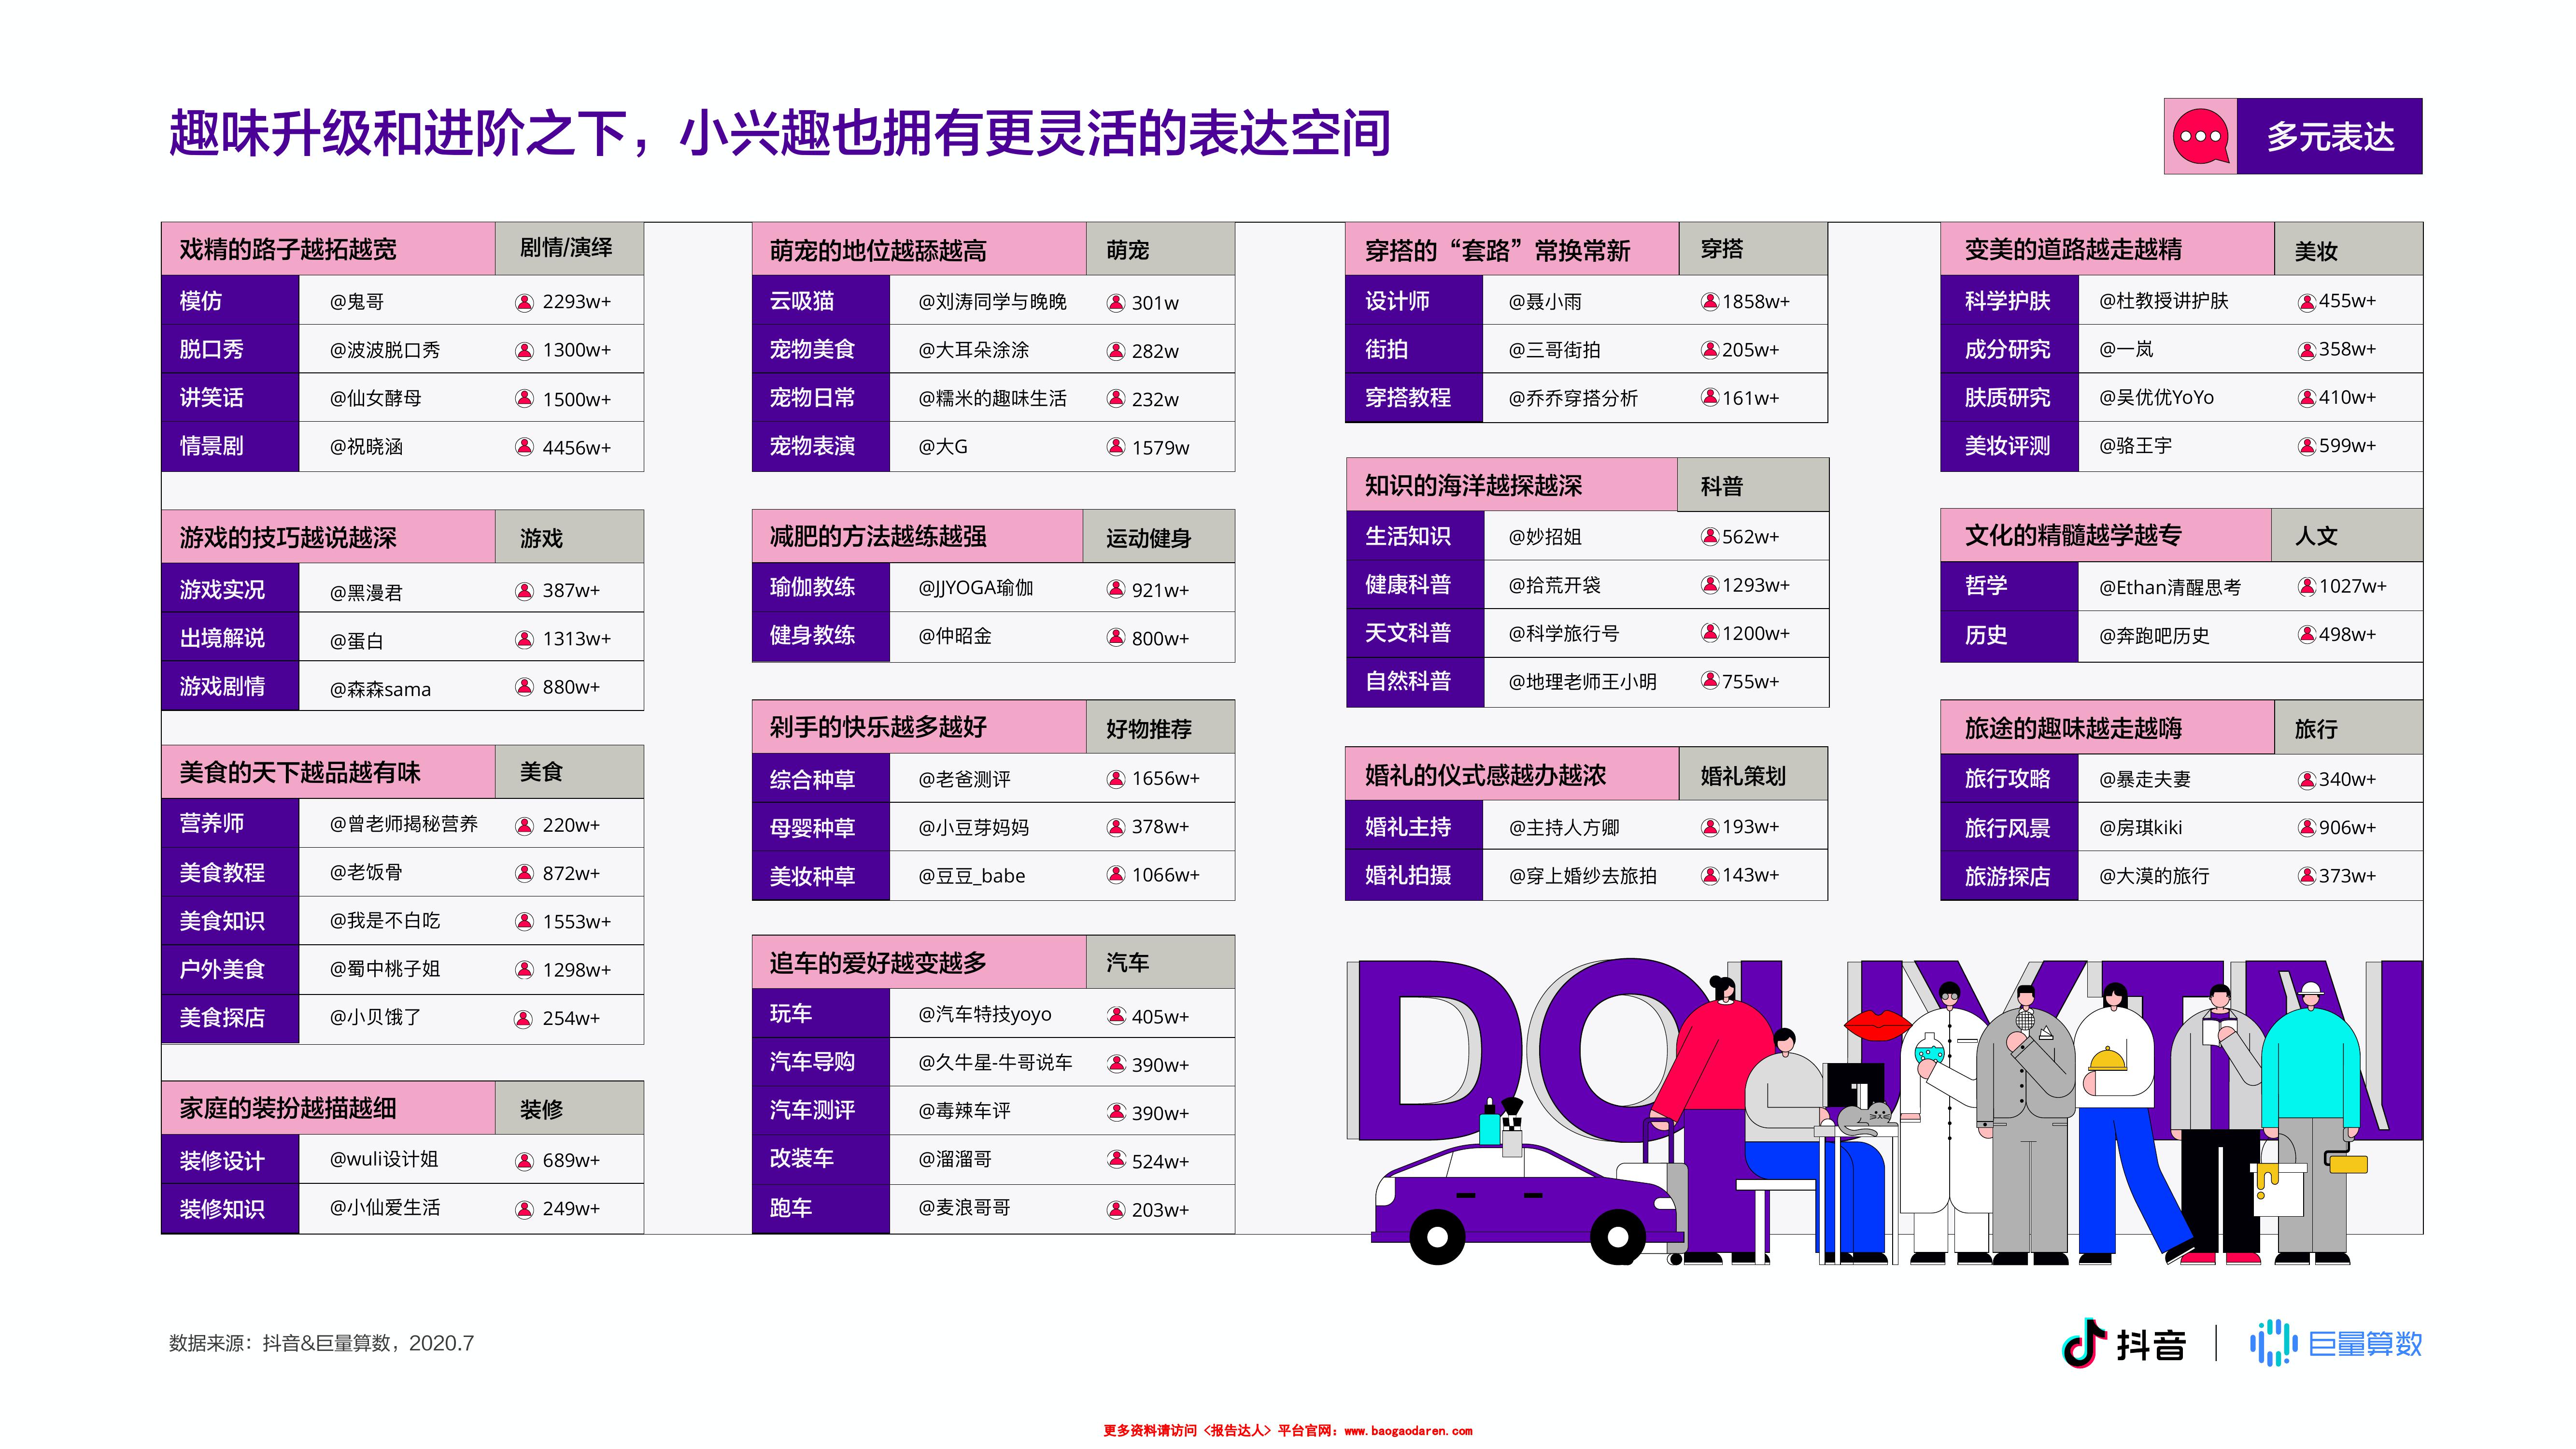 趣味升级和进阶之下，小兴趣也拥有更灵活的表达空间
多元表达
戏精的路子越拓越宽 剧情/演绎
模仿 @鬼哥 2293w+
脱口秀 @波波脱口秀 1300w+
讲笑话 @仙女酵母 1500w+
情景剧 @祝晓涵 4456w+
游戏的技巧越说越深 游戏
游戏实况 @黑漫君 387w+
出境解说 @蛋白 1313w+
游戏剧情 @森森sama 880w+
美食的天下越品越有味 美食
营养师 @曾老师揭秘营养 220w+
美食教程 @老饭骨 872w+
美食知识 @我是不白吃 1553w+
户外美食 @蜀中桃子姐 1298w+
美食探店 @小贝饿了 254w+
家庭的装扮越描越细 装修
装修设计 @wuli设计姐 689w+
装修知识 @小仙爱生活 249w+
萌宠的地位越舔越高 萌宠
云吸猫 @刘涛同学与晚晚 301w
宠物美食 @大耳朵涂涂 282w
宠物日常 @糯米的趣味生活 232w
宠物表演 @大G 1579w
减肥的方法越练越强 运动健身
瑜伽教练 @JJYOGA瑜伽 921w+
健身教练 @仲昭金 800w+
剁手的快乐越多越好 好物推荐
综合种草 @老爸测评 1656w+
母婴种草 @小豆芽妈妈 378w+
美妆种草 @豆豆_babe 1066w+
追车的爱好越变越多 汽车
玩车 @汽车特技yoyo 405w+
汽车导购 @久牛星-牛哥说车 390w+
汽车测评 @毒辣车评 390w+
改装车 @溜溜哥 524w+
跑车 @麦浪哥哥 203w+
穿搭的“套路”常换常新 穿搭
设计师 @聂小雨 1858w+
街拍 @三哥街拍 205w+
穿搭教程 @乔乔穿搭分析 161w+
知识的海洋越探越深 科普
生活知识 @妙招姐 562w+
健康科普 @拾荒开袋 1293w+
天文科普 @科学旅行号 1200w+
自然科普 @地理老师王小明 755w+
婚礼的仪式感越办越浓 婚礼策划
婚礼主持 @主持人方卿 193w+
婚礼拍摄 @穿上婚纱去旅拍 143w+
变美的道路越走越精 美妆
科学护肤 @杜教授讲护肤 455w+
成分研究 @一岚 358w+
肤质研究 @吴优优YoYo 410w+
美妆评测 @骆王宇 599w+
文化的精髓越学越专 人文
哲学 @Ethan清醒思考 1027w+
历史 @奔跑吧历史 498w+
旅途的趣味越走越嗨 旅行
旅行攻略 @暴走夫妻 340w+
旅行风景 @房琪kiki 906w+
旅游探店 @大漠的旅行 373w+
DOUYIN
数据来源：抖音&巨量算数，2020.7
抖音 | 巨量算数
更多资料请访问《报告达人》平台官网：www.baogaodaren.com